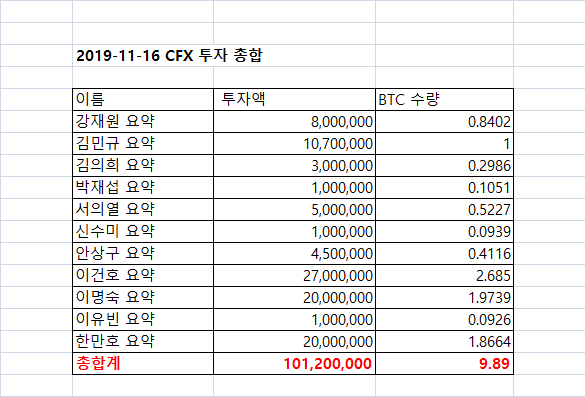 2019-11-16 CFX 투자 종합
이름 투자액 BTC 수량
강재원 요약 8,000,000 0.8402
김민규 요약 10,700,000 1
김의희 요약 3,000,000 0.2986
박재섭 요약 1,000,000 0.1051
서의열 요약 5,000,000 0.5227
신수미 요약 1,000,000 0.0939
안상구 요약 4,500,000 0.4116
이건호 요약 27,000,000 2.685
이명숙 요약 20,000,000 1.9739
이유빈 요약 1,000,000 0.0926
한만호 요약 20,000,000 1.8664
총합계 101,200,000 9.89